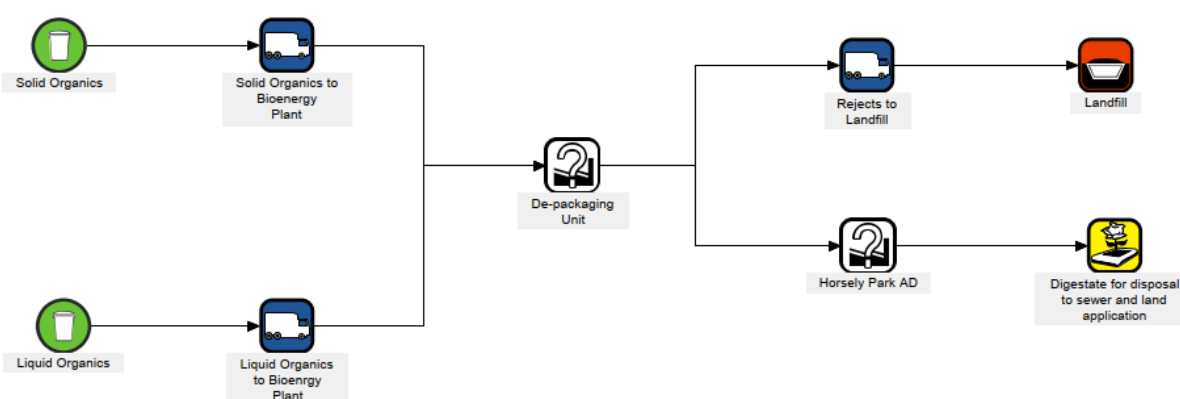 Solid Organics
Solid Organics to
Bioenergy
Plant
Rejects to
Landfill
Landfill
De-packaging
Unit
Horsely Park AD
Digestate for disposal
to sewer and land
application
Liquid Organics
Liquid Organics
to Bioenrgy
Plant